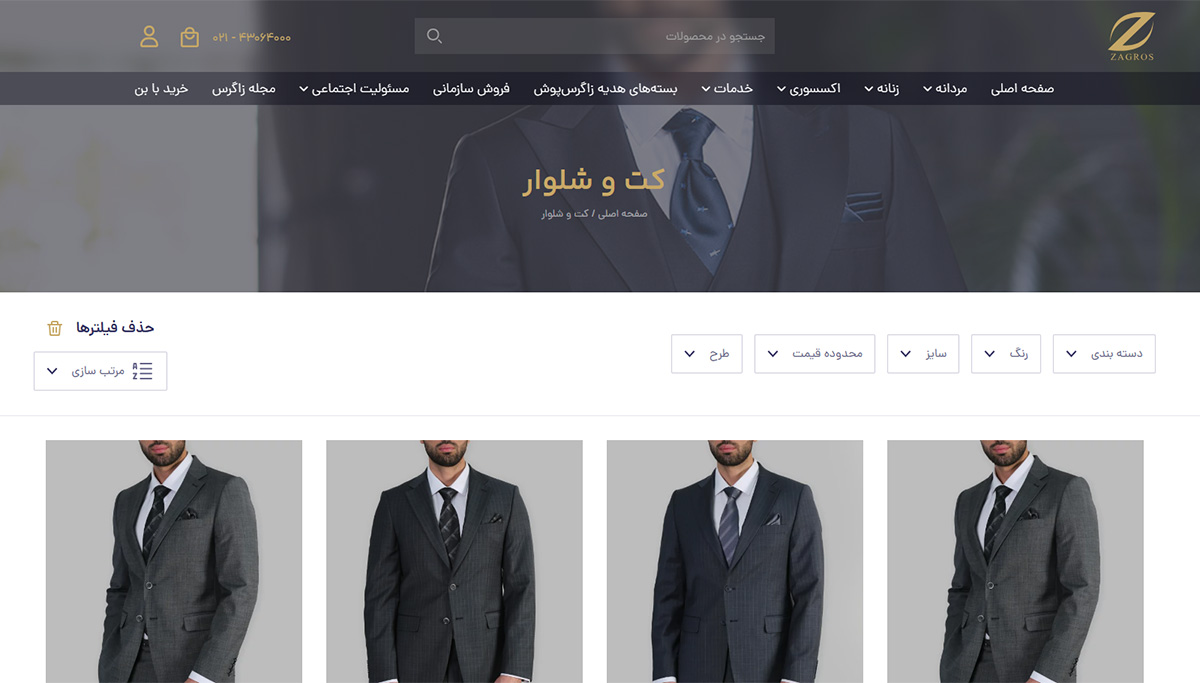 ZAGROS
جستجو در محصولات
۰۲۱ - ۴۳۰۶۴۰۰۰
صفحه اصلی مردانه زنانه اکسسوری خدمات بسته‌های هدیه زاگرس‌پوش فروش سازمانی مسئولیت اجتماعی مجله زاگرس خرید با بن
کت و شلوار
صفحه اصلی / کت و شلوار
حذف فیلترها
دسته بندی رنگ سایز محدوده قیمت طرح
مرتب سازی